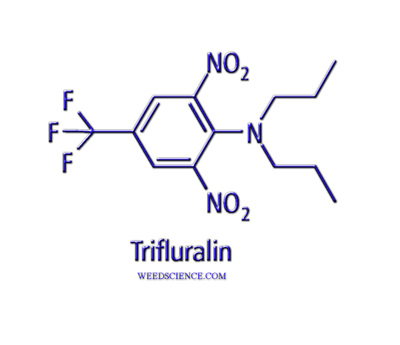 NO2
F
F
N
F
NO2
Trifluralin
WEEDSCIENCE.COM